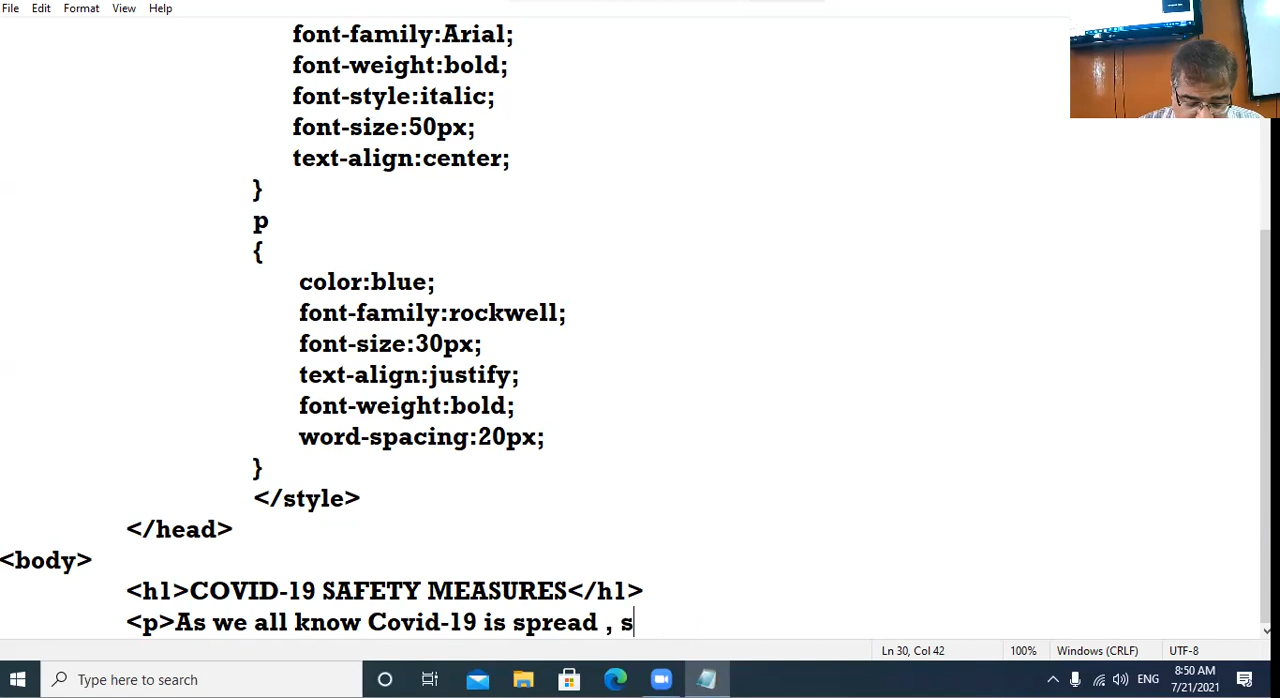 File Edit Format View Help
font-family:Arial;
font-weight:bold;
font-style:italic;
font-size:50px;
text-align:center;
}
p
{
color:blue;
font-family:rockwell;
font-size:30px;
text-align:justify;
font-weight:bold;
word-spacing:20px;
}
</style>
</head>
<body>
<h1>COVID-19 SAFETY MEASURES</h1>
<p>As we all know Covid-19 is spread , s
Ln 30, Col 42 100% Windows (CRLF) UTF-8
Type here to search ENG 8:50 AM
7/21/2021